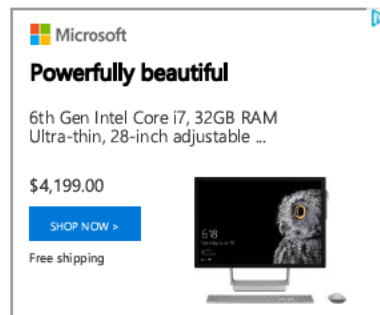 Microsoft
Powerfully beautiful
6th Gen Intel Core i7, 32GB RAM
Ultra-thin, 28-inch adjustable ...
$4,199.00
SHOP NOW >
Free shipping
6:18